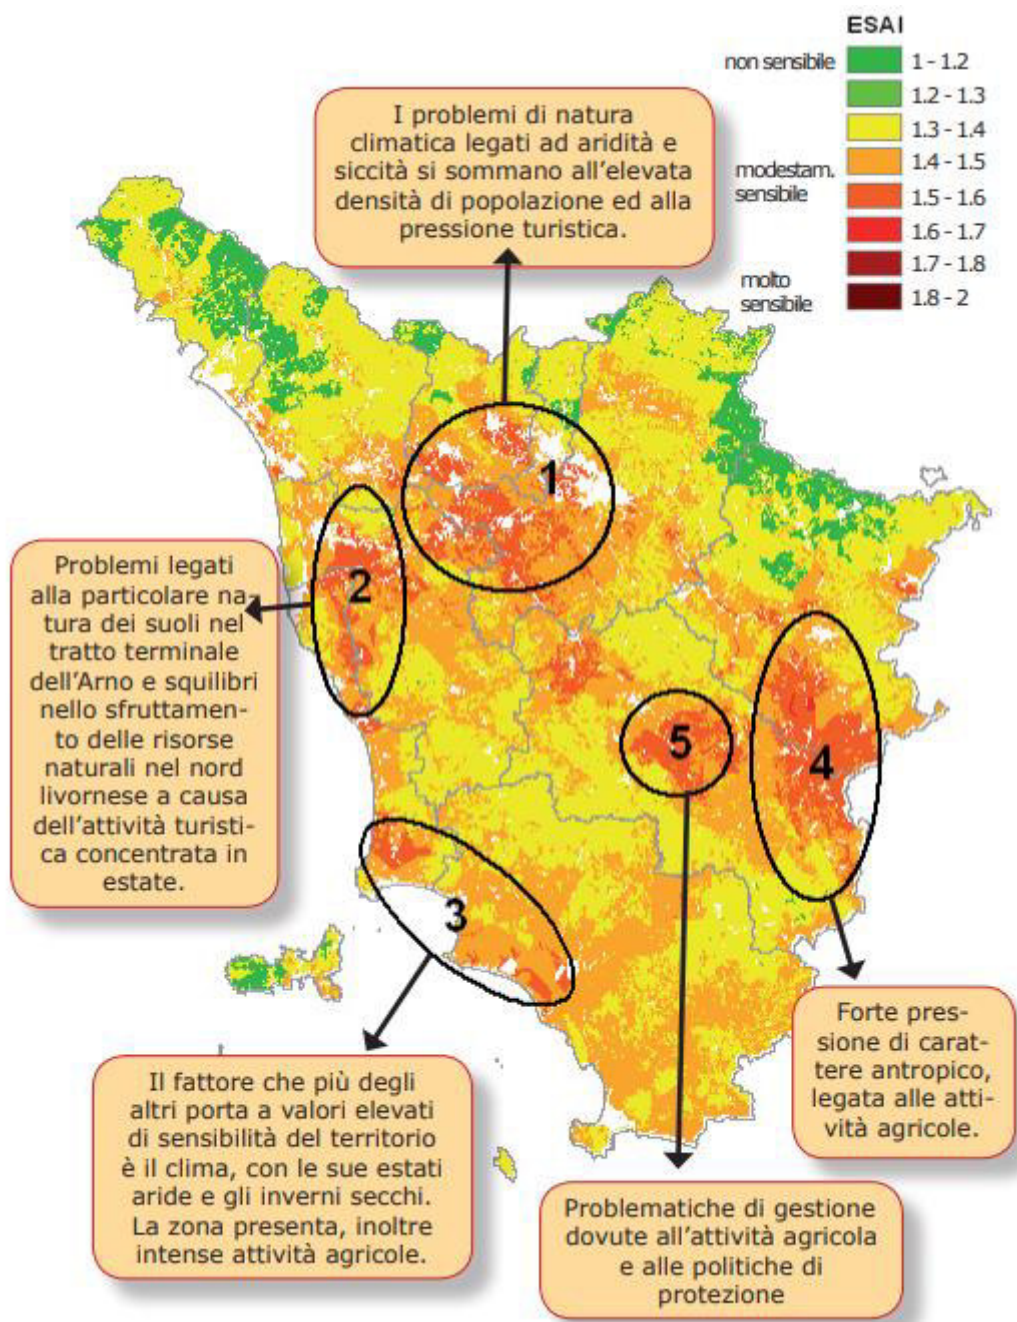 ESAI
non sensibile
1 - 1.2
1.2 - 1.3
1.3 - 1.4
modestam.
sensibile
1.4 - 1.5
1.5 - 1.6
1.6 - 1.7
molto
sensibile
1.7 - 1.8
1.8 - 2
I problemi di natura
climatica legati ad aridità e
siccità si sommano all'elevata
densità di popolazione ed alla
pressione turistica.
1
2
3
4
5
Problemi legati
alla particolare na-
tura dei suoli nel
tratto terminale
dell'Arno e squilibri
nello sfruttamen-
to delle risorse
naturali nel nord
livornese a causa
dell'attività turisti-
ca concentrata in
estate.
Il fattore che più degli
altri porta a valori elevati
di sensibilità del territorio
è il clima, con le sue estati
aride e gli inverni secchi.
La zona presenta, inoltre
intense attività agricole.
Forte pres-
sione di carat-
tere antropico,
legata alle atti-
vità agricole.
Problematiche di gestione
dovute all'attività agricola
e alle politiche di
protezione